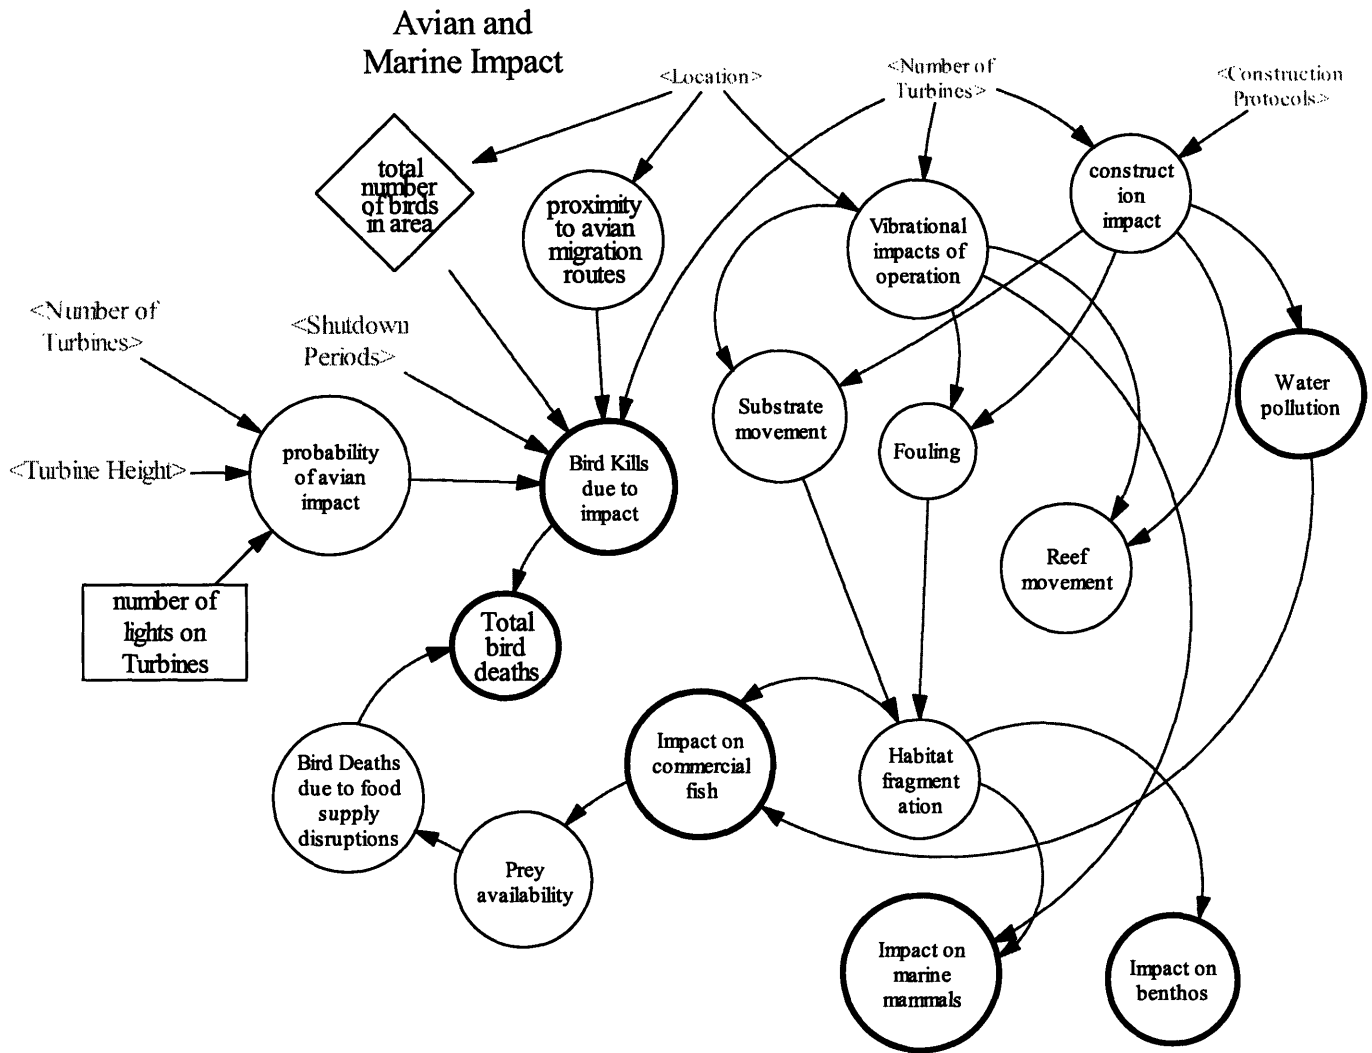 Avian and
Marine Impact
<Location>
<Number of
Turbines>
<Construction
Protocols>
total
number
of birds
in area
proximity
to avian
migration
routes
Vibrational
impacts of
operation
construct
ion
impact
<Number of
Turbines>
<Shutdown
Periods>
Substrate
movement
Fouling
Water
pollution
<Turbine Height>
probability
of avian
impact
Bird Kills
due to
impact
Reef
movement
number of
lights on
Turbines
Total
bird
deaths
Bird Deaths
due to food
supply
disruptions
Impact on
commercial
fish
Habitat
fragment
ation
Prey
availability
Impact on
marine
mammals
Impact on
benthos